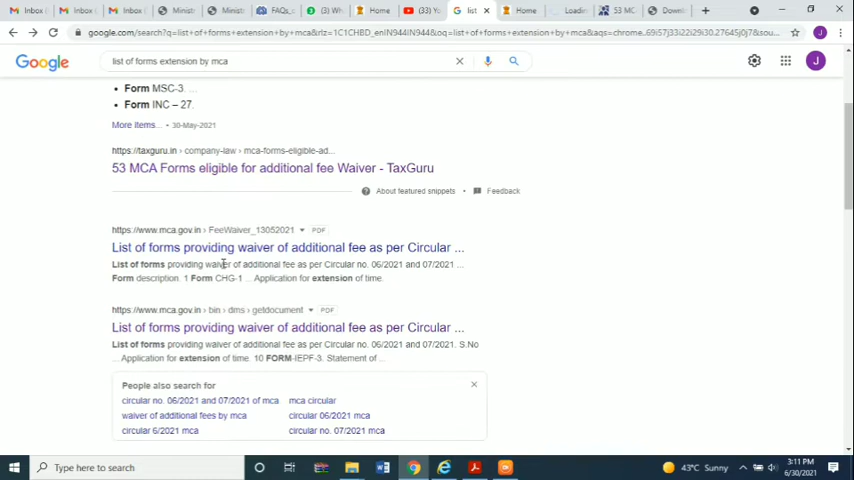 Inbox (
Inbox (
Inbox (
Minist
Minist
FAQs_c
(3) Wh
Home
(33) Yo
list of
Home
Loadin
53 MC
Downl
google.com/search?q=list+of+forms+extension+by+mca&rlz=1C1CHBD_enIN944IN944&oq=list+of+forms+extension+by+mca&aqs=chrome..69i57j33i22i29i30.27645j0j7&sou...
J
Google
list of forms extension by mca
J
• Form MSC-3. ...
• Form INC – 27.
More items... • 30-May-2021
https://taxguru.in › company-law › mca-forms-eligible-ad...
53 MCA Forms eligible for additional fee Waiver - TaxGuru
About featured snippets • Feedback
https://www.mca.gov.in › FeeWaiver_13052021 PDF
List of forms providing waiver of additional fee as per Circular ...
List of forms providing waiver of additional fee as per Circular no. 06/2021 and 07/2021 ...
Form description. 1 Form CHG-1 ... Application for extension of time.
https://www.mca.gov.in › bin › dms › getdocument PDF
List of forms providing waiver of additional fee as per Circular ...
List of forms providing waiver of additional fee as per Circular no. 06/2021 and 07/2021. S.No
... Application for extension of time. 10 FORM-IEPF-3. Statement of ...
People also search for
circular no. 06/2021 and 07/2021 of mca
mca circular
waiver of additional fees by mca
circular 06/2021 mca
circular 6/2021 mca
circular no. 07/2021 mca
Type here to search
43°C Sunny
3:11 PM
6/30/2021